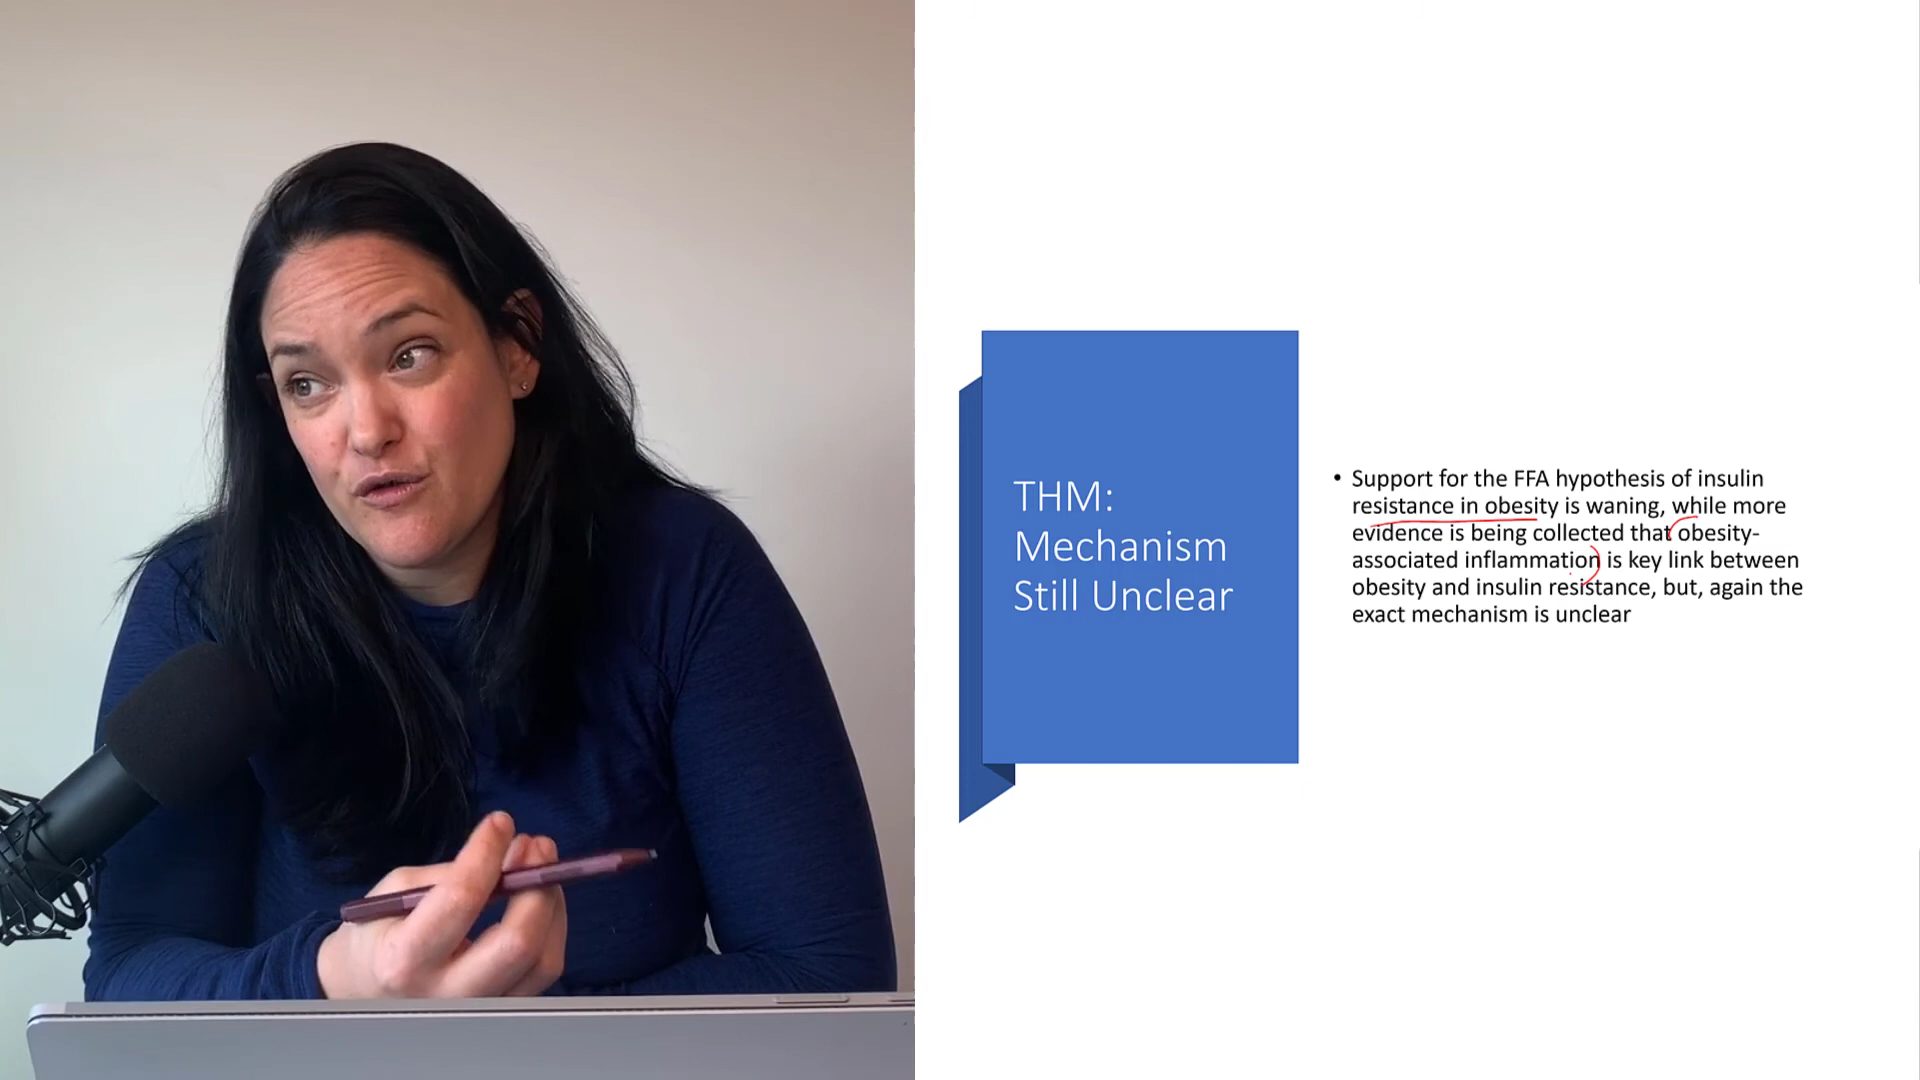 THM:
Mechanism
Still Unclear
• Support for the FFA hypothesis of insulin
resistance in obesity is waning, while more
evidence is being collected that obesity-
associated inflammation is key link between
obesity and insulin resistance, but, again the
exact mechanism is unclear